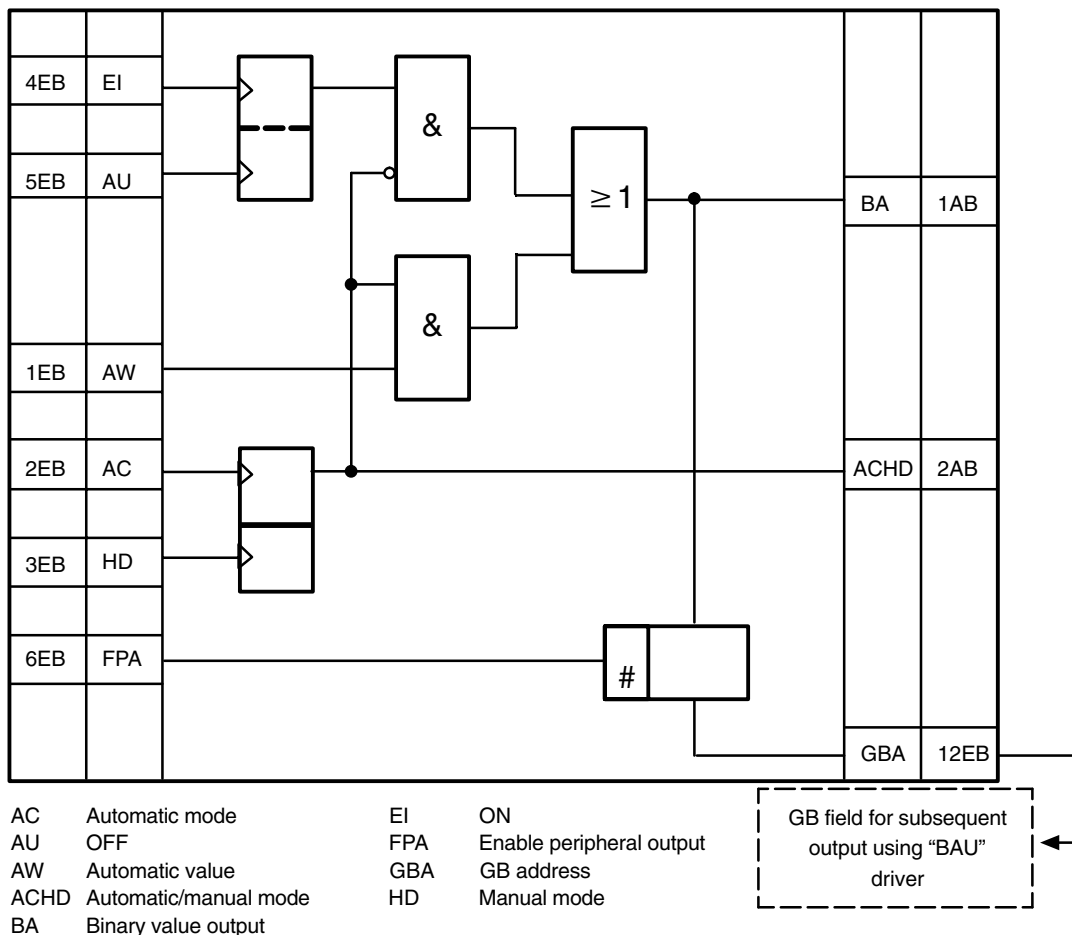 4EB EI
5EB AU
1EB AW
2EB AC
3EB HD
6EB FPA
&
&
≥ 1
#
BA 1AB
ACHD 2AB
GBA 12EB
AC Automatic mode
AU OFF
AW Automatic value
ACHD Automatic/manual mode
BA Binary value output
EI ON
FPA Enable peripheral output
GBA GB address
HD Manual mode
GB field for subsequent
output using “BAU”
driver